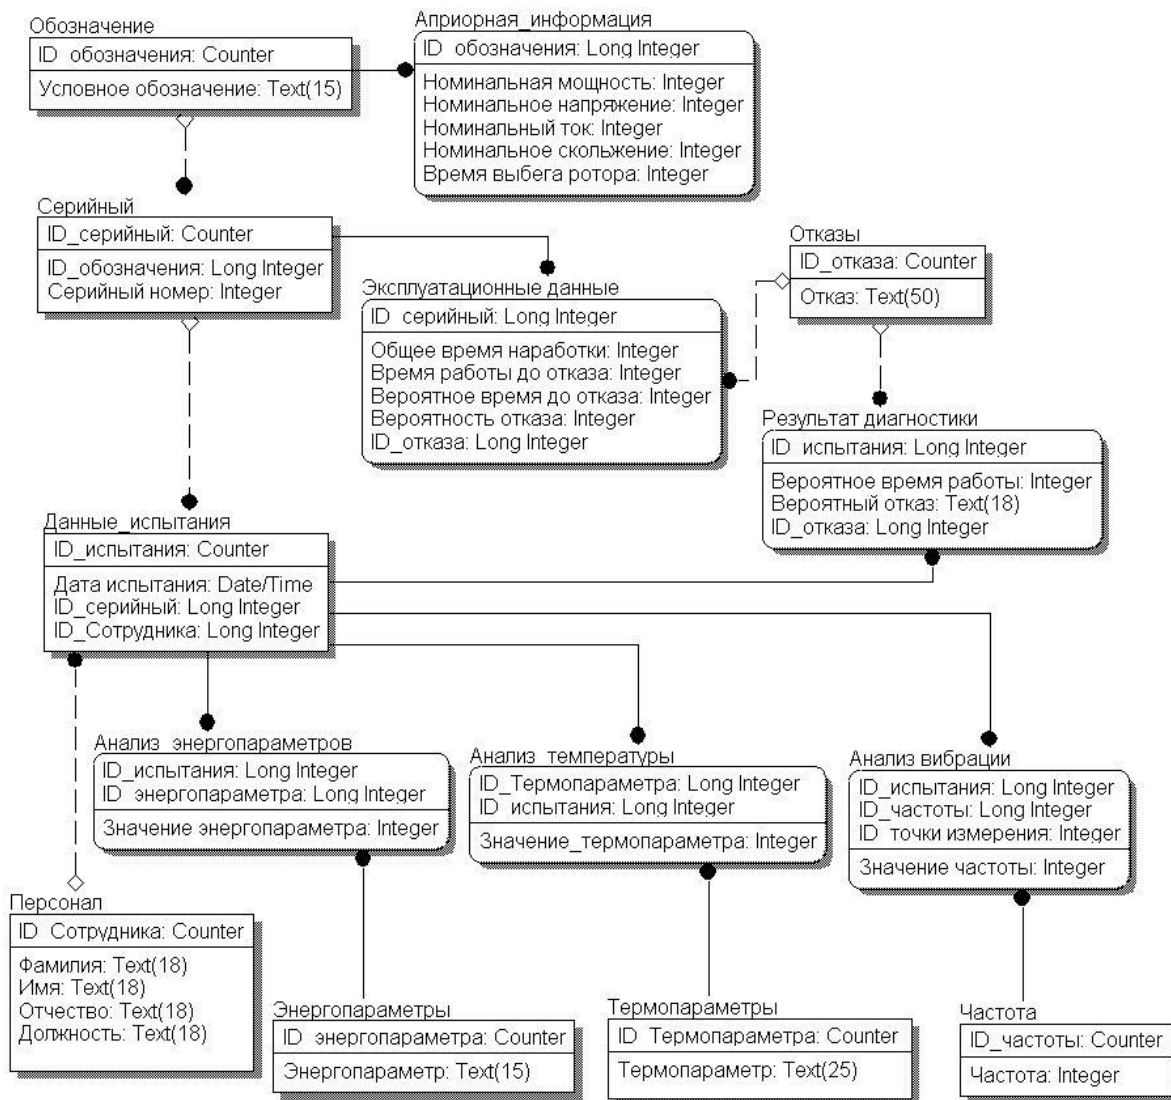 Обозначение
ID_обозначения: Counter
Условное обозначение: Text(15)
Априорная_информация
ID_обозначения: Long Integer
Номинальная мощность: Integer
Номинальное напряжение: Integer
Номинальный ток: Integer
Номинальное скольжение: Integer
Время выбега ротора: Integer
Серийный
ID_серийный: Counter
ID_обозначения: Long Integer
Серийный номер: Integer
Отказы
ID_отказа: Counter
Отказ: Text(50)
Эксплуатационные данные
ID_серийный: Long Integer
Общее время наработки: Integer
Время работы до отказа: Integer
Вероятное время до отказа: Integer
Вероятность отказа: Integer
ID_отказа: Long Integer
Результат диагностики
ID_испытания: Long Integer
Вероятное время работы: Integer
Вероятный отказ: Text(18)
ID_отказа: Long Integer
Данные_испытания
ID_испытания: Counter
Дата испытания: Date/Time
ID_серийный: Long Integer
ID_Сотрудника: Long Integer
Анализ_энергопараметров
ID_испытания: Long Integer
ID_энергопараметра: Long Integer
Значение энергопараметра: Integer
Анализ_температуры
ID_Термопараметра: Long Integer
ID_испытания: Long Integer
Значение_термопараметра: Integer
Анализ вибрации
ID_испытания: Long Integer
ID_частоты: Long Integer
ID_точки измерения: Integer
Значение частоты: Integer
Персонал
ID_Сотрудника: Counter
Фамилия: Text(18)
Имя: Text(18)
Отчество: Text(18)
Должность: Text(18)
Энергопараметры
ID_энергопараметра: Counter
Энергопараметр: Text(15)
Термопараметры
ID_Термопараметра: Counter
Термопараметр: Text(25)
Частота
ID_частоты: Counter
Частота: Integer